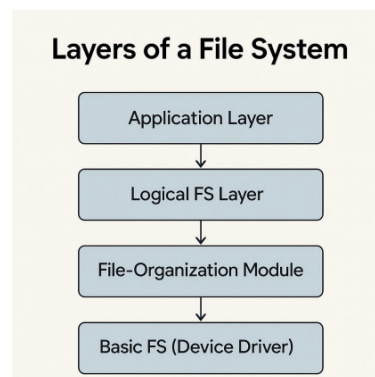 Layers of a File System
Application Layer
Logical FS Layer
File-Organization Module
Basic FS (Device Driver)